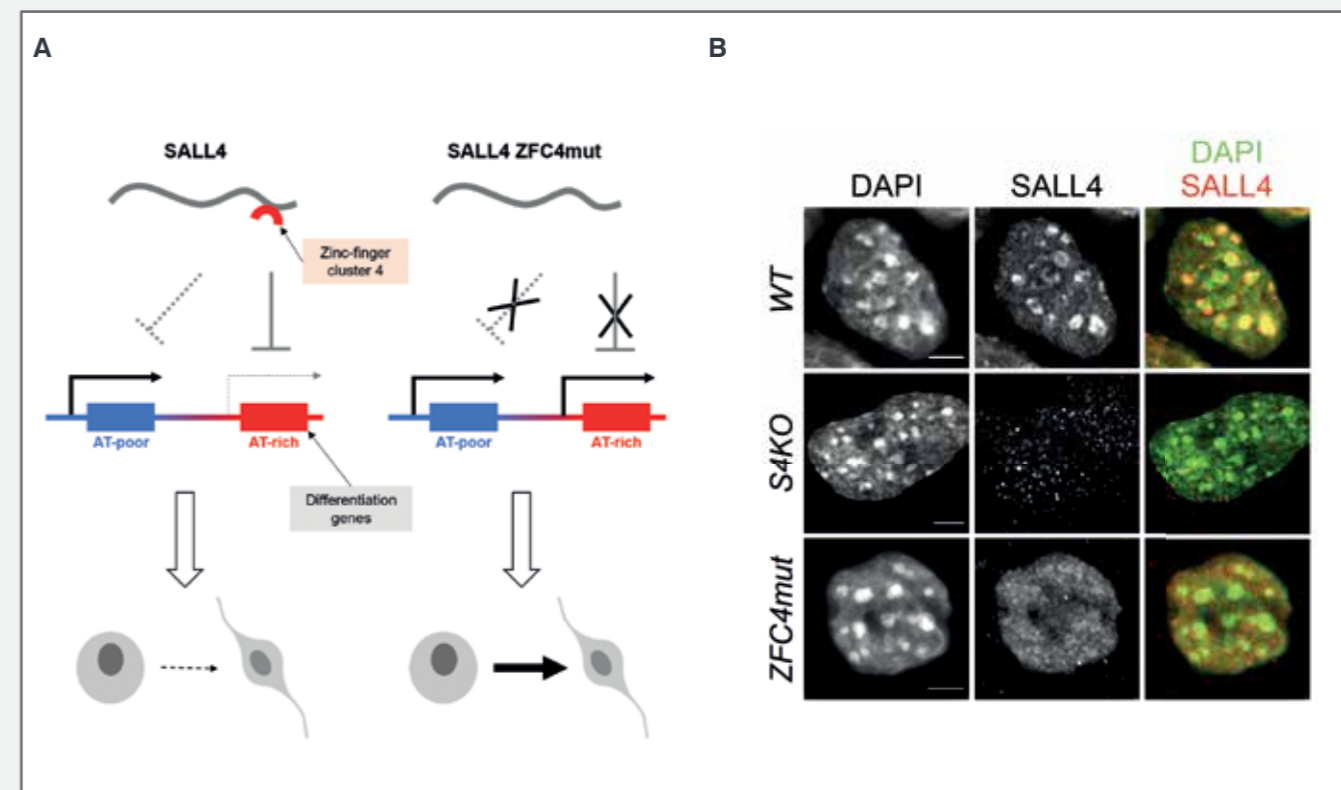 A
B
SALL4
SALL4 ZFC4mut
Zinc-finger
cluster 4
AT-poor
AT-rich
AT-poor
AT-rich
Differentiation
genes
DAPI
SALL4
DAPI
SALL4
WT
S4KO
ZFC4mut